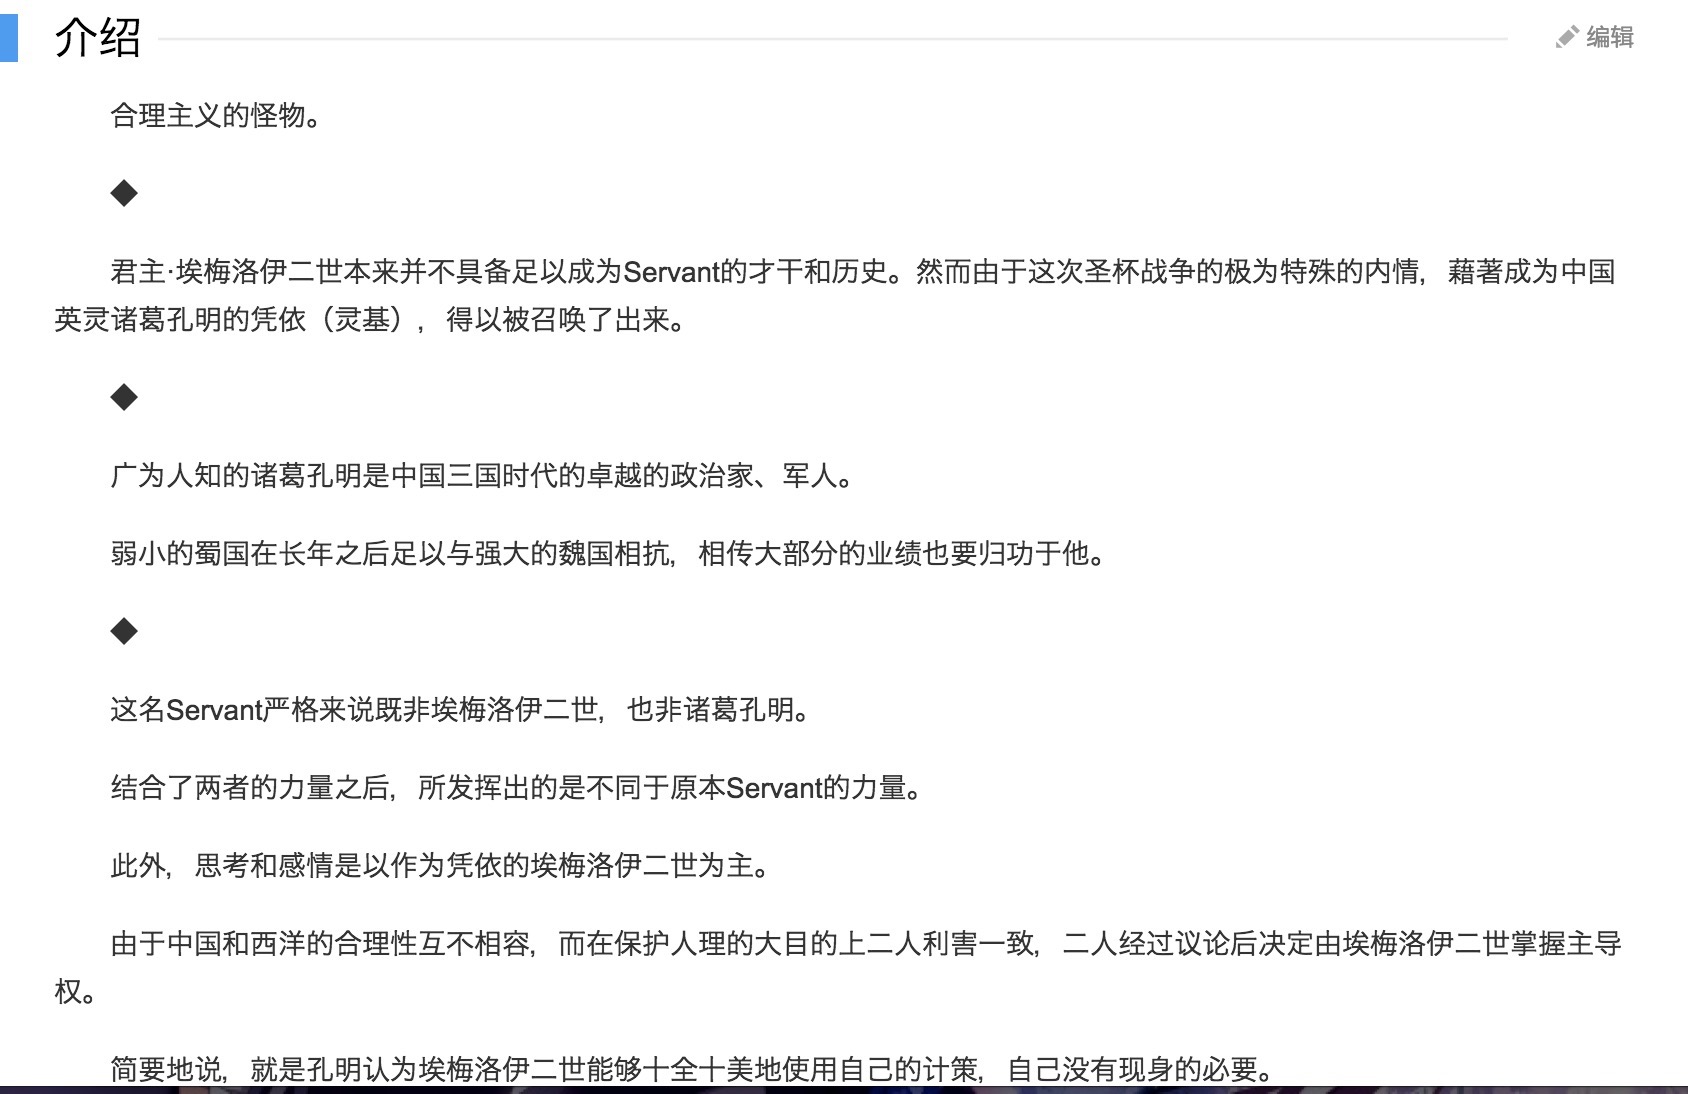 介绍
编辑
合理主义的怪物。
◆
君主·埃梅洛伊二世本来并不具备足以成为Servant的才干和历史。然而由于这次圣杯战争的极为特殊的内情，藉著成为中国
英灵诸葛孔明的凭依（灵基），得以被召唤了出来。
◆
广为人知的诸葛孔明是中国三国时代的卓越的政治家、军人。
弱小的蜀国在长年之后足以与强大的魏国相抗，相传大部分的业绩也要归功于他。
◆
这名Servant严格来说既非埃梅洛伊二世，也非诸葛孔明。
结合了两者的力量之后，所发挥出的是不同于原本Servant的力量。
此外，思考和感情是以作为凭依的埃梅洛伊二世为主。
由于中国和西洋的合理性互不相容，而在保护人理的大目的上二人利害一致，二人经过议论后决定由埃梅洛伊二世掌握主导
权。
简要地说，就是孔明认为埃梅洛伊二世能够十全十美地使用自己的计策，自己没有现身的必要。